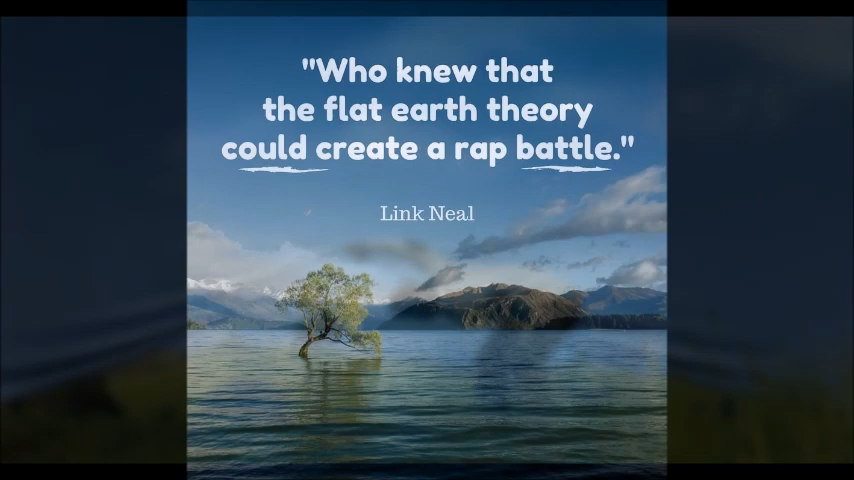 "Who knew that
the flat earth theory
could create a rap battle."
Link Neal